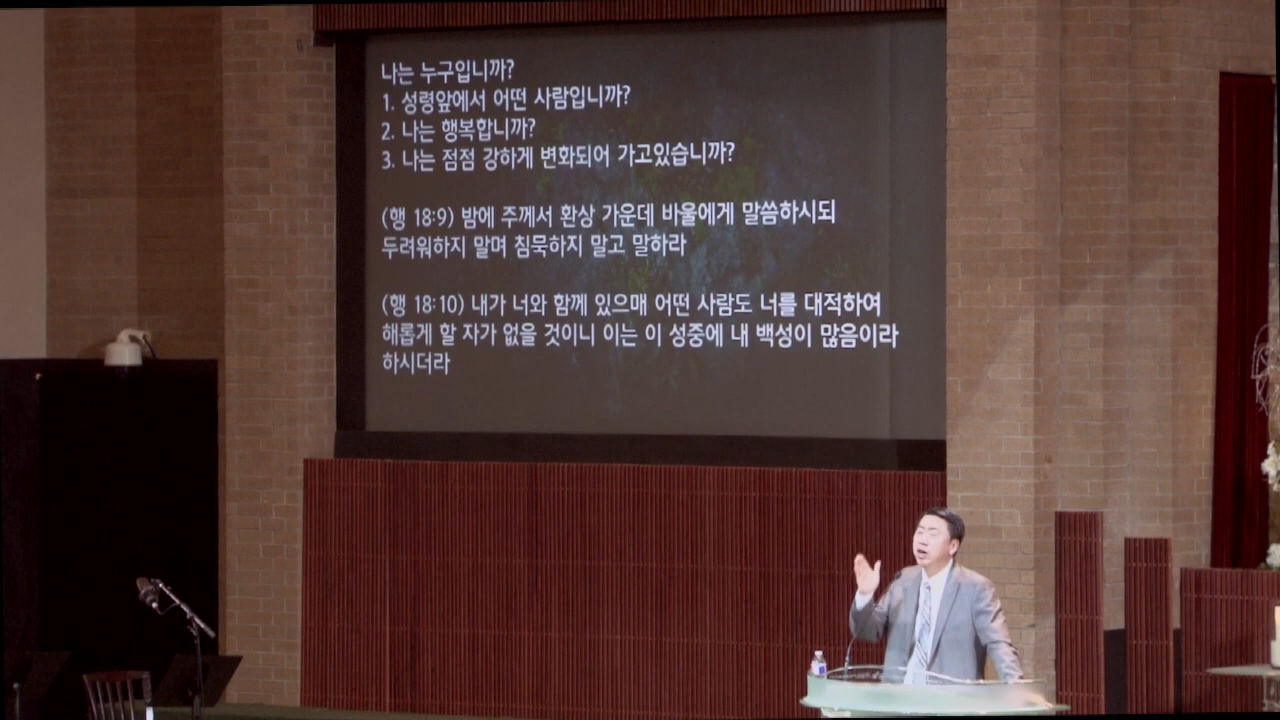 나는 누구입니까?
1. 성령앞에서 어떤 사람입니까?
2. 나는 행복합니까?
3. 나는 점점 강하게 변화되어 가고있습니까?
(행 18:9) 밤에 주께서 환상 가운데 바울에게 말씀하시되
두려워하지 말며 침묵하지 말고 말하라
(행 18:10) 내가 너와 함께 있으매 어떤 사람도 너를 대적하여
해롭게 할 자가 없을 것이니 이는 이 성중에 내 백성이 많음이라
하시더라